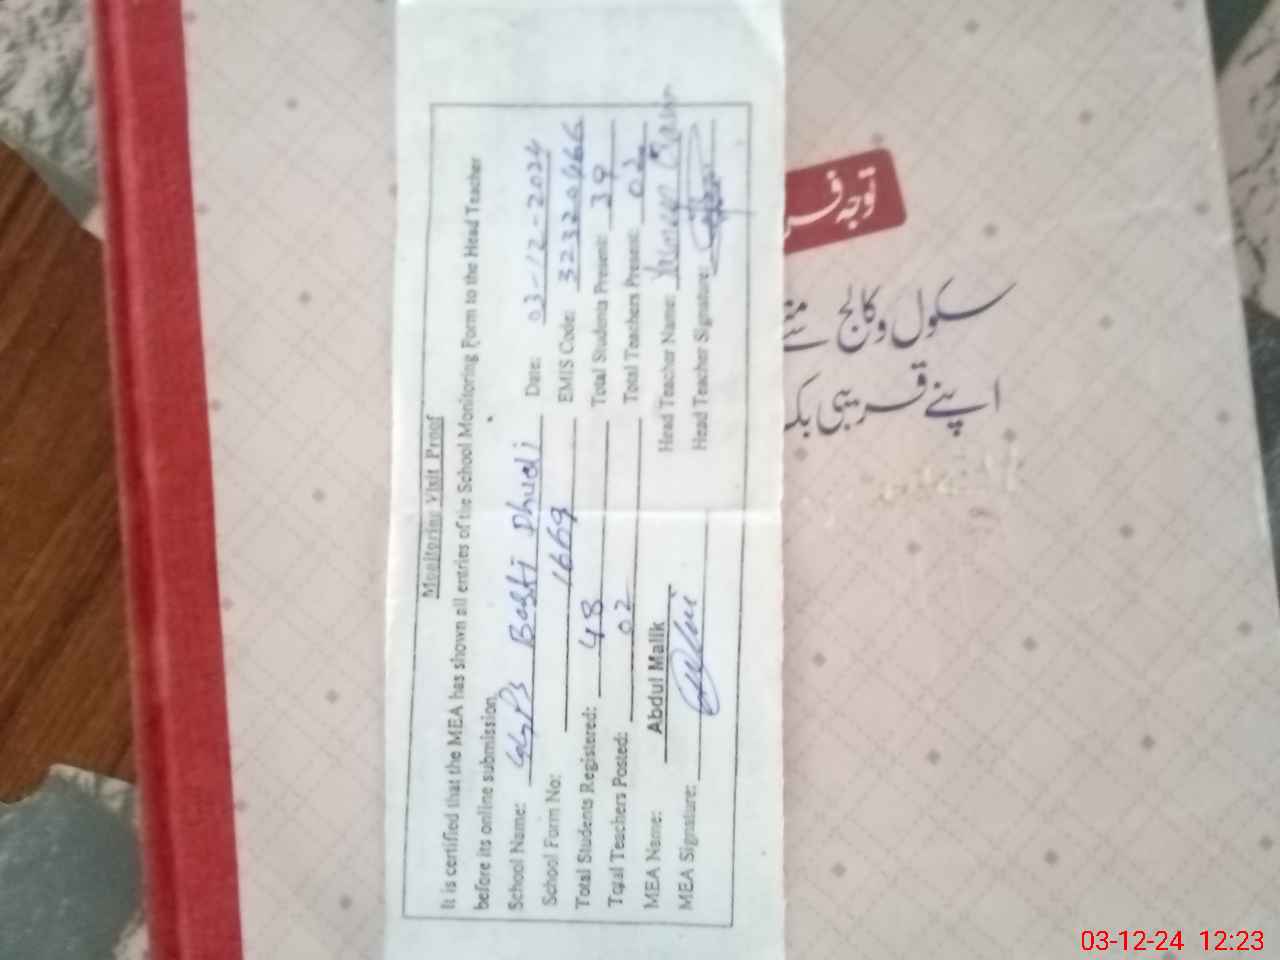 Monitoring Visit Proof
It is certified that the MEA has shown all entries of the School Monitoring Form to the Head Teacher
before its online submission
School Name: GGPS Basti Dhudi Date: 03-12-2024
School Form No: 1669 EMIS Code: 32320466
Total Students Registered: 48 Total Students Present: 39
Total Teachers Posted: 02 Total Teachers Present: 02
MEA Name: Abdul Malik Head Teacher Name:
MEA Signature: Head Teacher Signature:
توجہ
سکول و کالج سے
اپنے قریبی بک
03-12-24 12:23